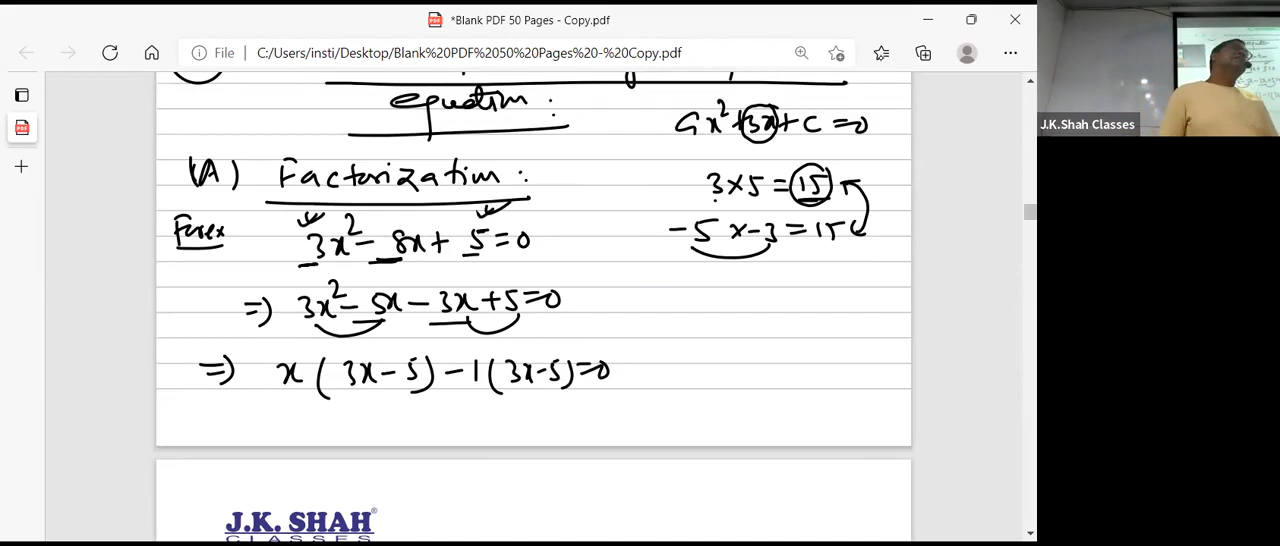 *Blank PDF 50 Pages - Copy.pdf
File C:/Users/insti/Desktop/Blank%20PDF%2050%20Pages%20-%20Copy.pdf
equation :
ax²+bx+c=0
(A) Factorization :
3×5=15
For ex 3x²-8x+5=0
-5×-3=15
=) 3x²-5x-3x+5=0
=) x(3x-5)-1(3x-5)=0
J.K. SHAH®
CLASSES
J.K.Shah Classes